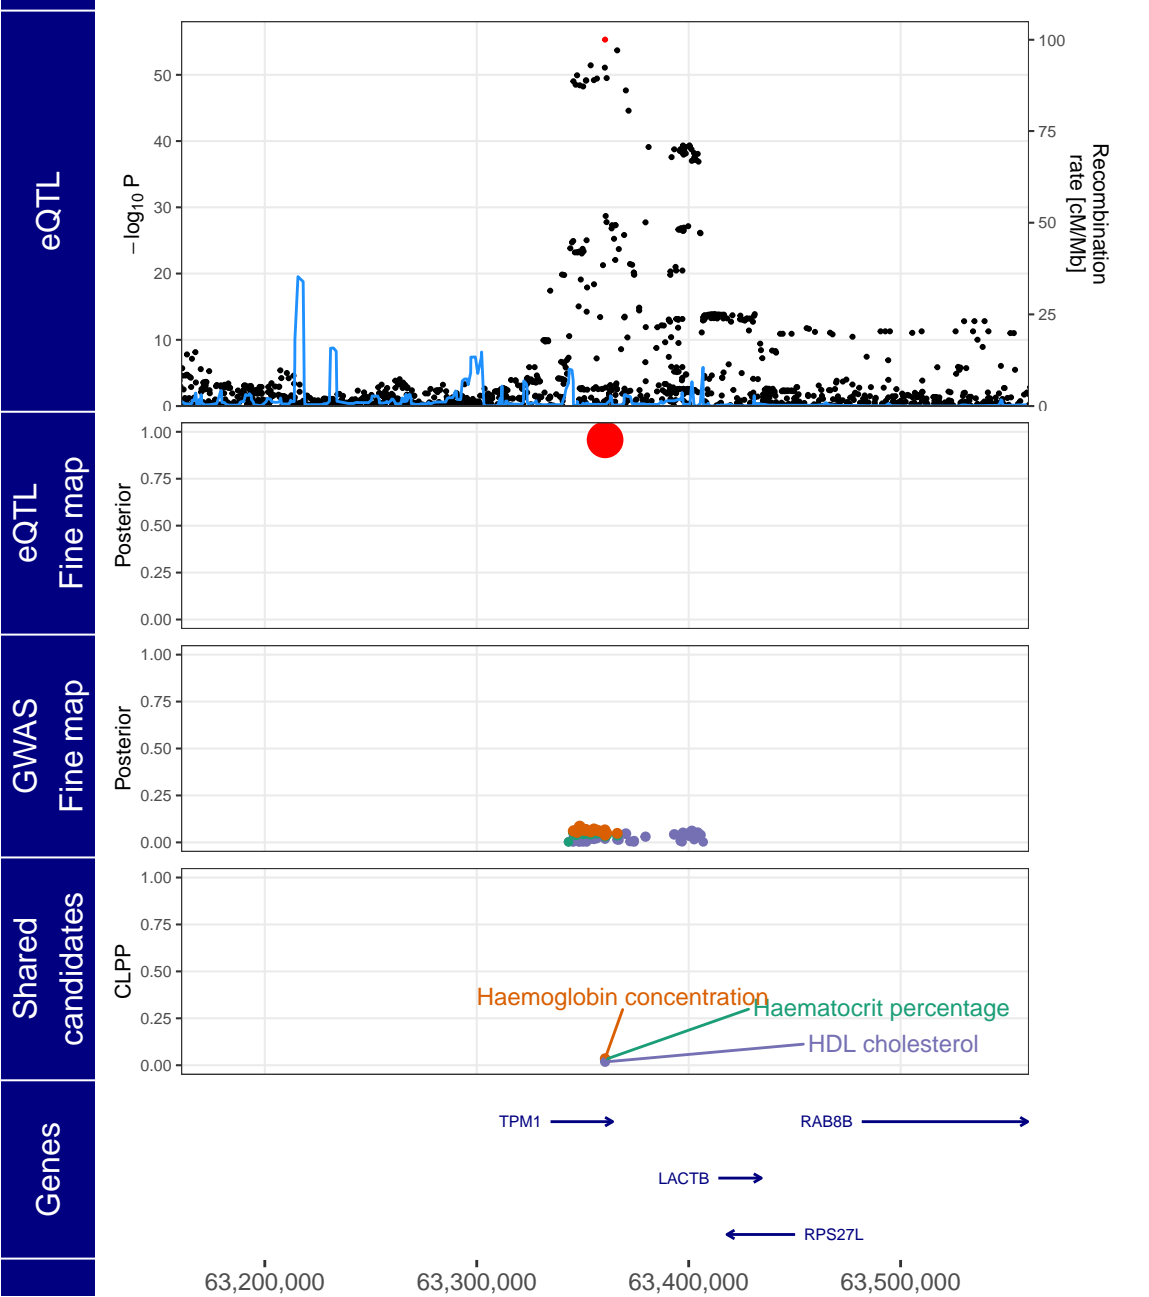 eQTL
−log10 P
50
40
30
20
10
0
100
75
50
25
0
Recombination
rate [cM/Mb]
eQTL
Fine map
Posterior
1.00
0.75
0.50
0.25
0.00
GWAS
Fine map
Posterior
1.00
0.75
0.50
0.25
0.00
Shared
candidates
CLPP
1.00
0.75
0.50
0.25
0.00
Haemoglobin concentration
Haematocrit percentage
HDL cholesterol
Genes
TPM1
RAB8B
LACTB
RPS27L
63,200,000
63,300,000
63,400,000
63,500,000